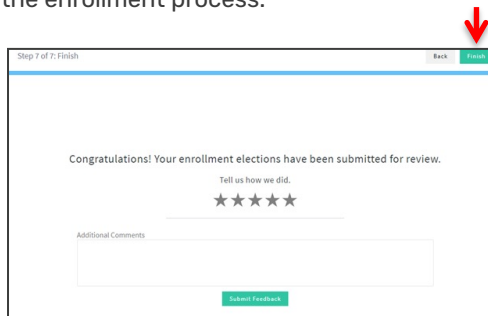 the enrollment process.
Step 7 of 7: Finish
Back
Finish
Congratulations! Your enrollment elections have been submitted for review.
Tell us how we did.
Additional Comments
Submit Feedback